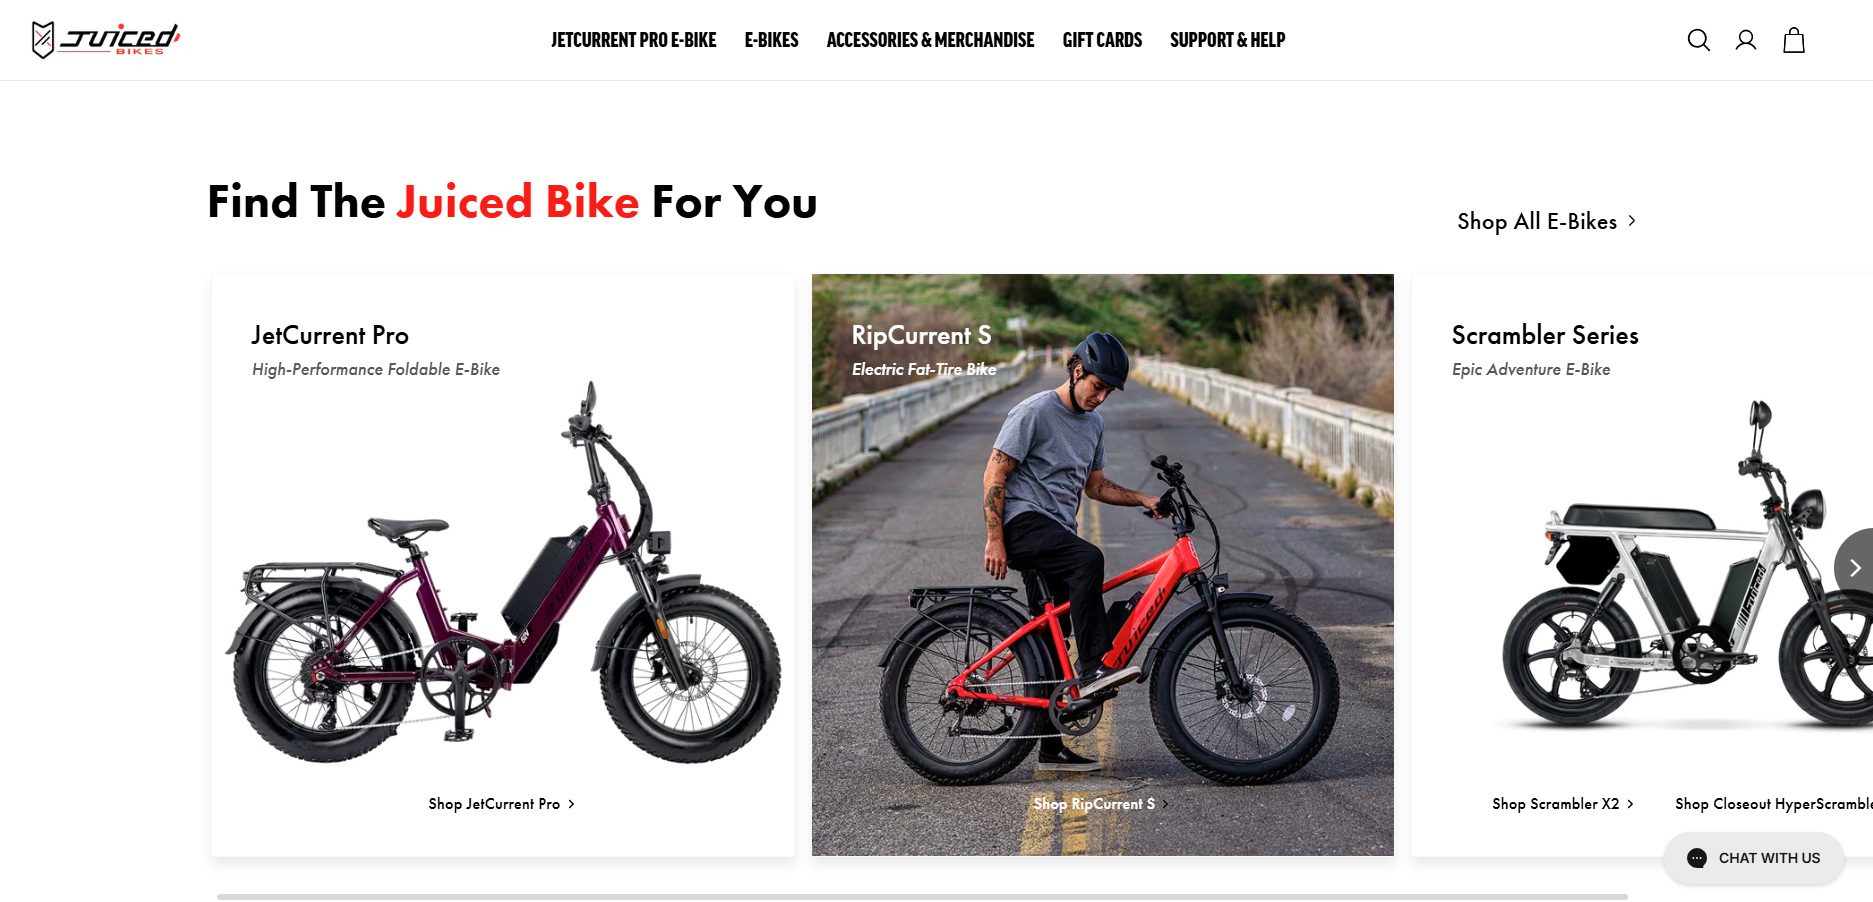 Juiced
BIKES
JETCURRENT PRO E-BIKE
E-BIKES
ACCESSORIES & MERCHANDISE
GIFT CARDS
SUPPORT & HELP
Find The Juiced Bike For You
Shop All E-Bikes
JetCurrent Pro
High-Performance Foldable E-Bike
Shop JetCurrent Pro
RipCurrent S
Electric Fat-Tire Bike
Juiced
Shop RipCurrent S
Scrambler Series
Epic Adventure E-Bike
Juiced
Shop Scrambler X2
Shop Closeout HyperScramble
CHAT WITH US